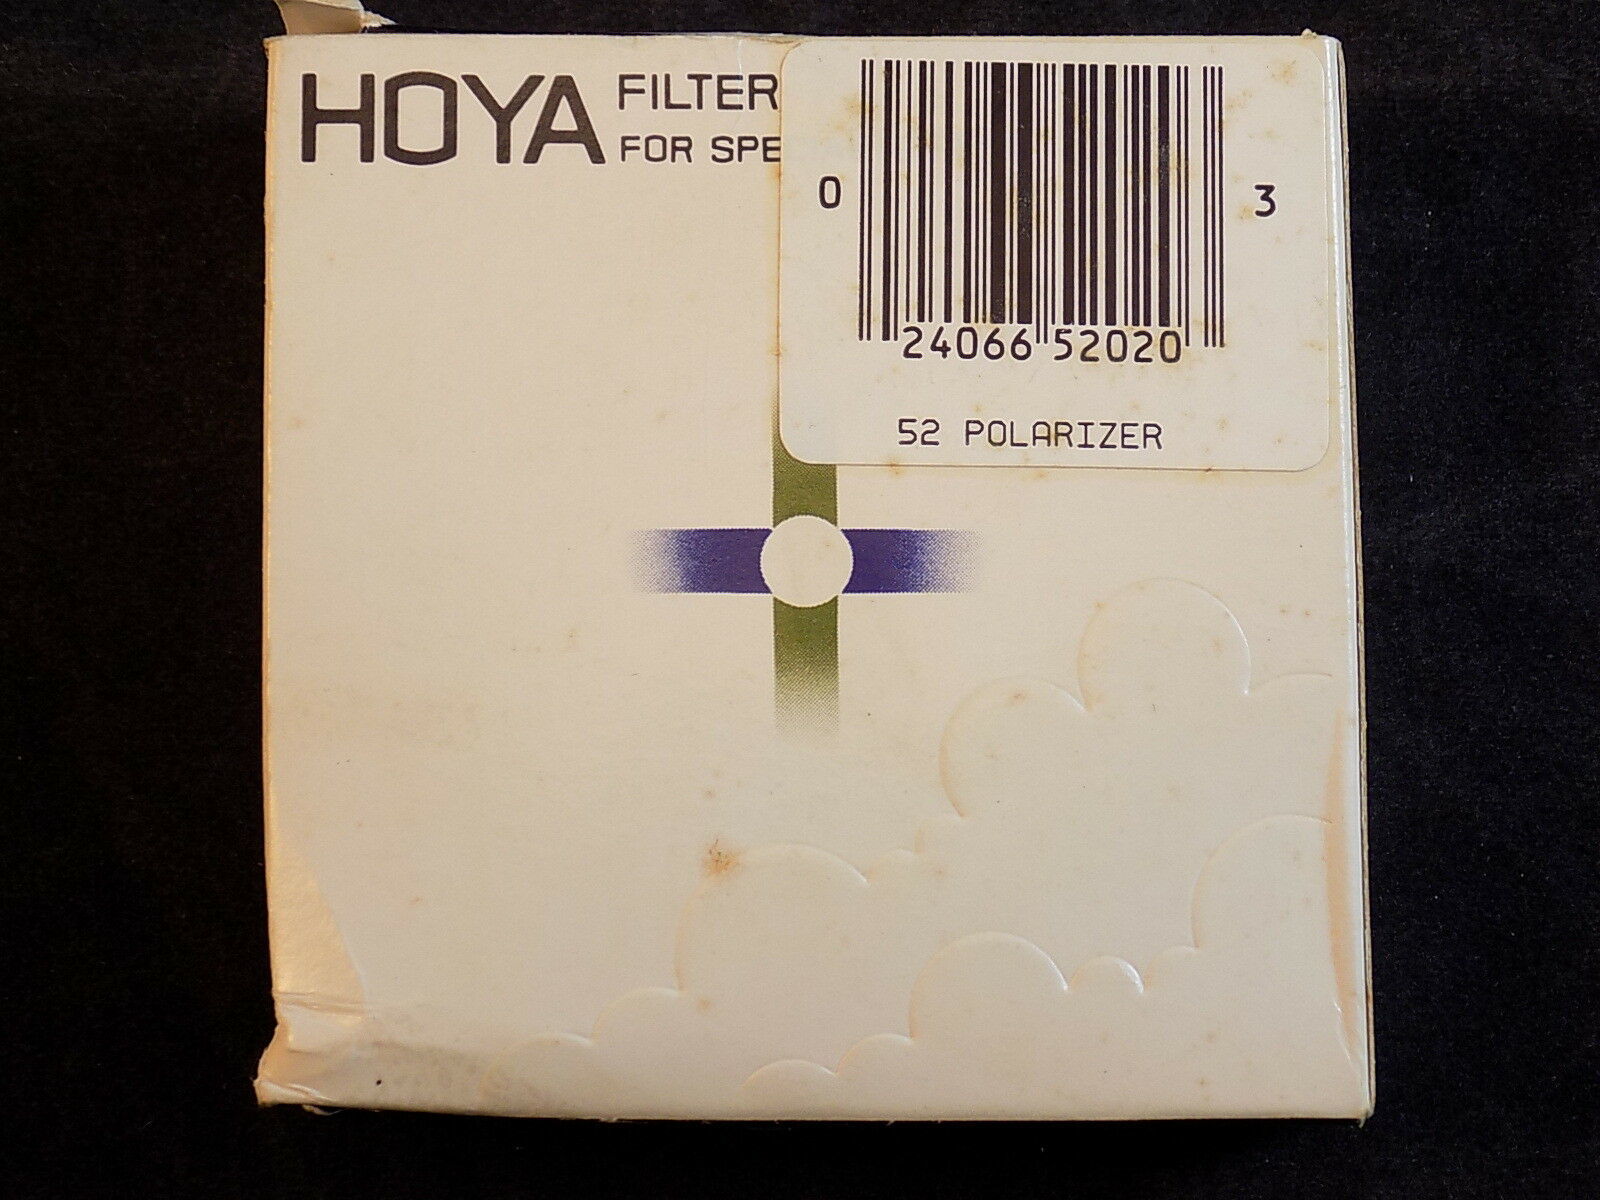 HOYA
FILTER
FOR SPE
0 24066 52020 3
52 POLARIZER